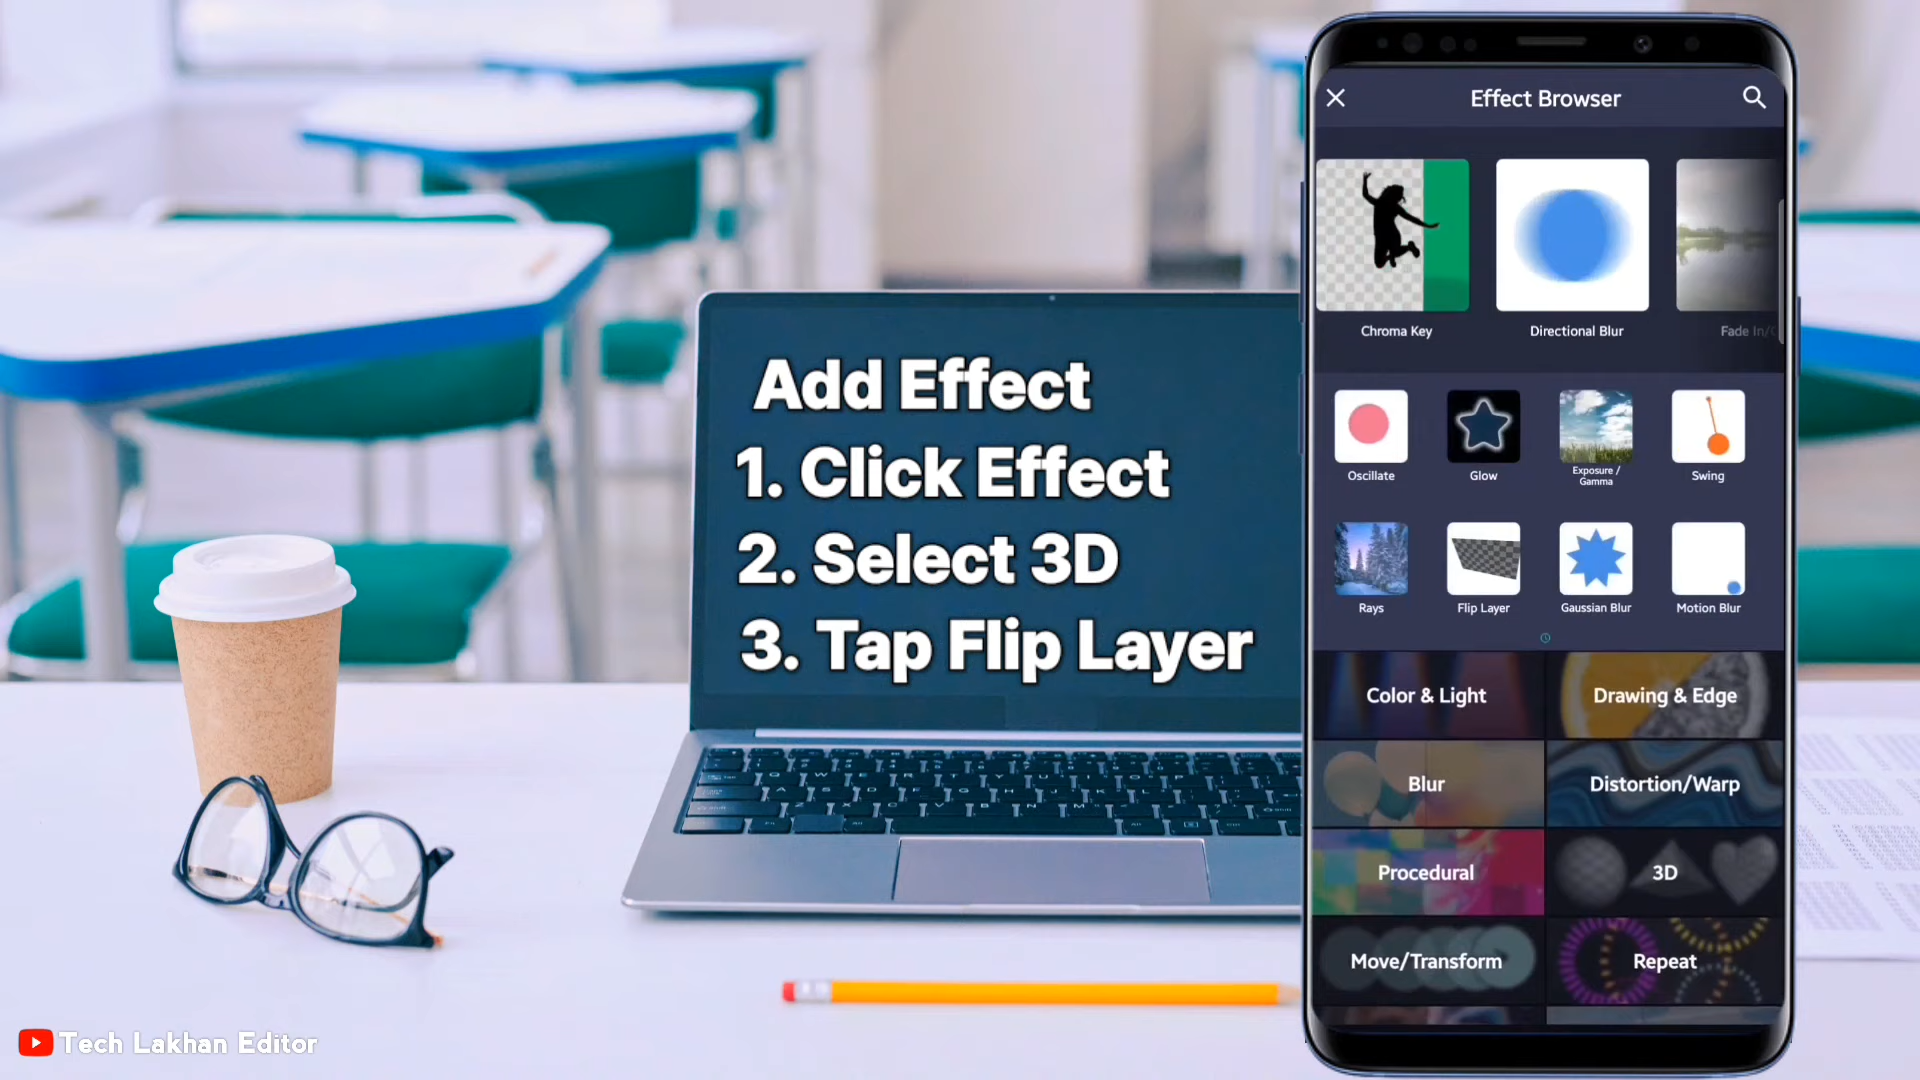 Add Effect
1. Click Effect
2. Select 3D
3. Tap Flip Layer
Effect Browser
Chroma Key
Directional Blur
Fade In/
Oscillate
Glow
Exposure /
Gamma
Swing
Rays
Flip Layer
Gaussian Blur
Motion Blur
Color & Light
Drawing & Edge
Blur
Distortion/Warp
Procedural
3D
Move/Transform
Repeat
Tech Lakhan Editor